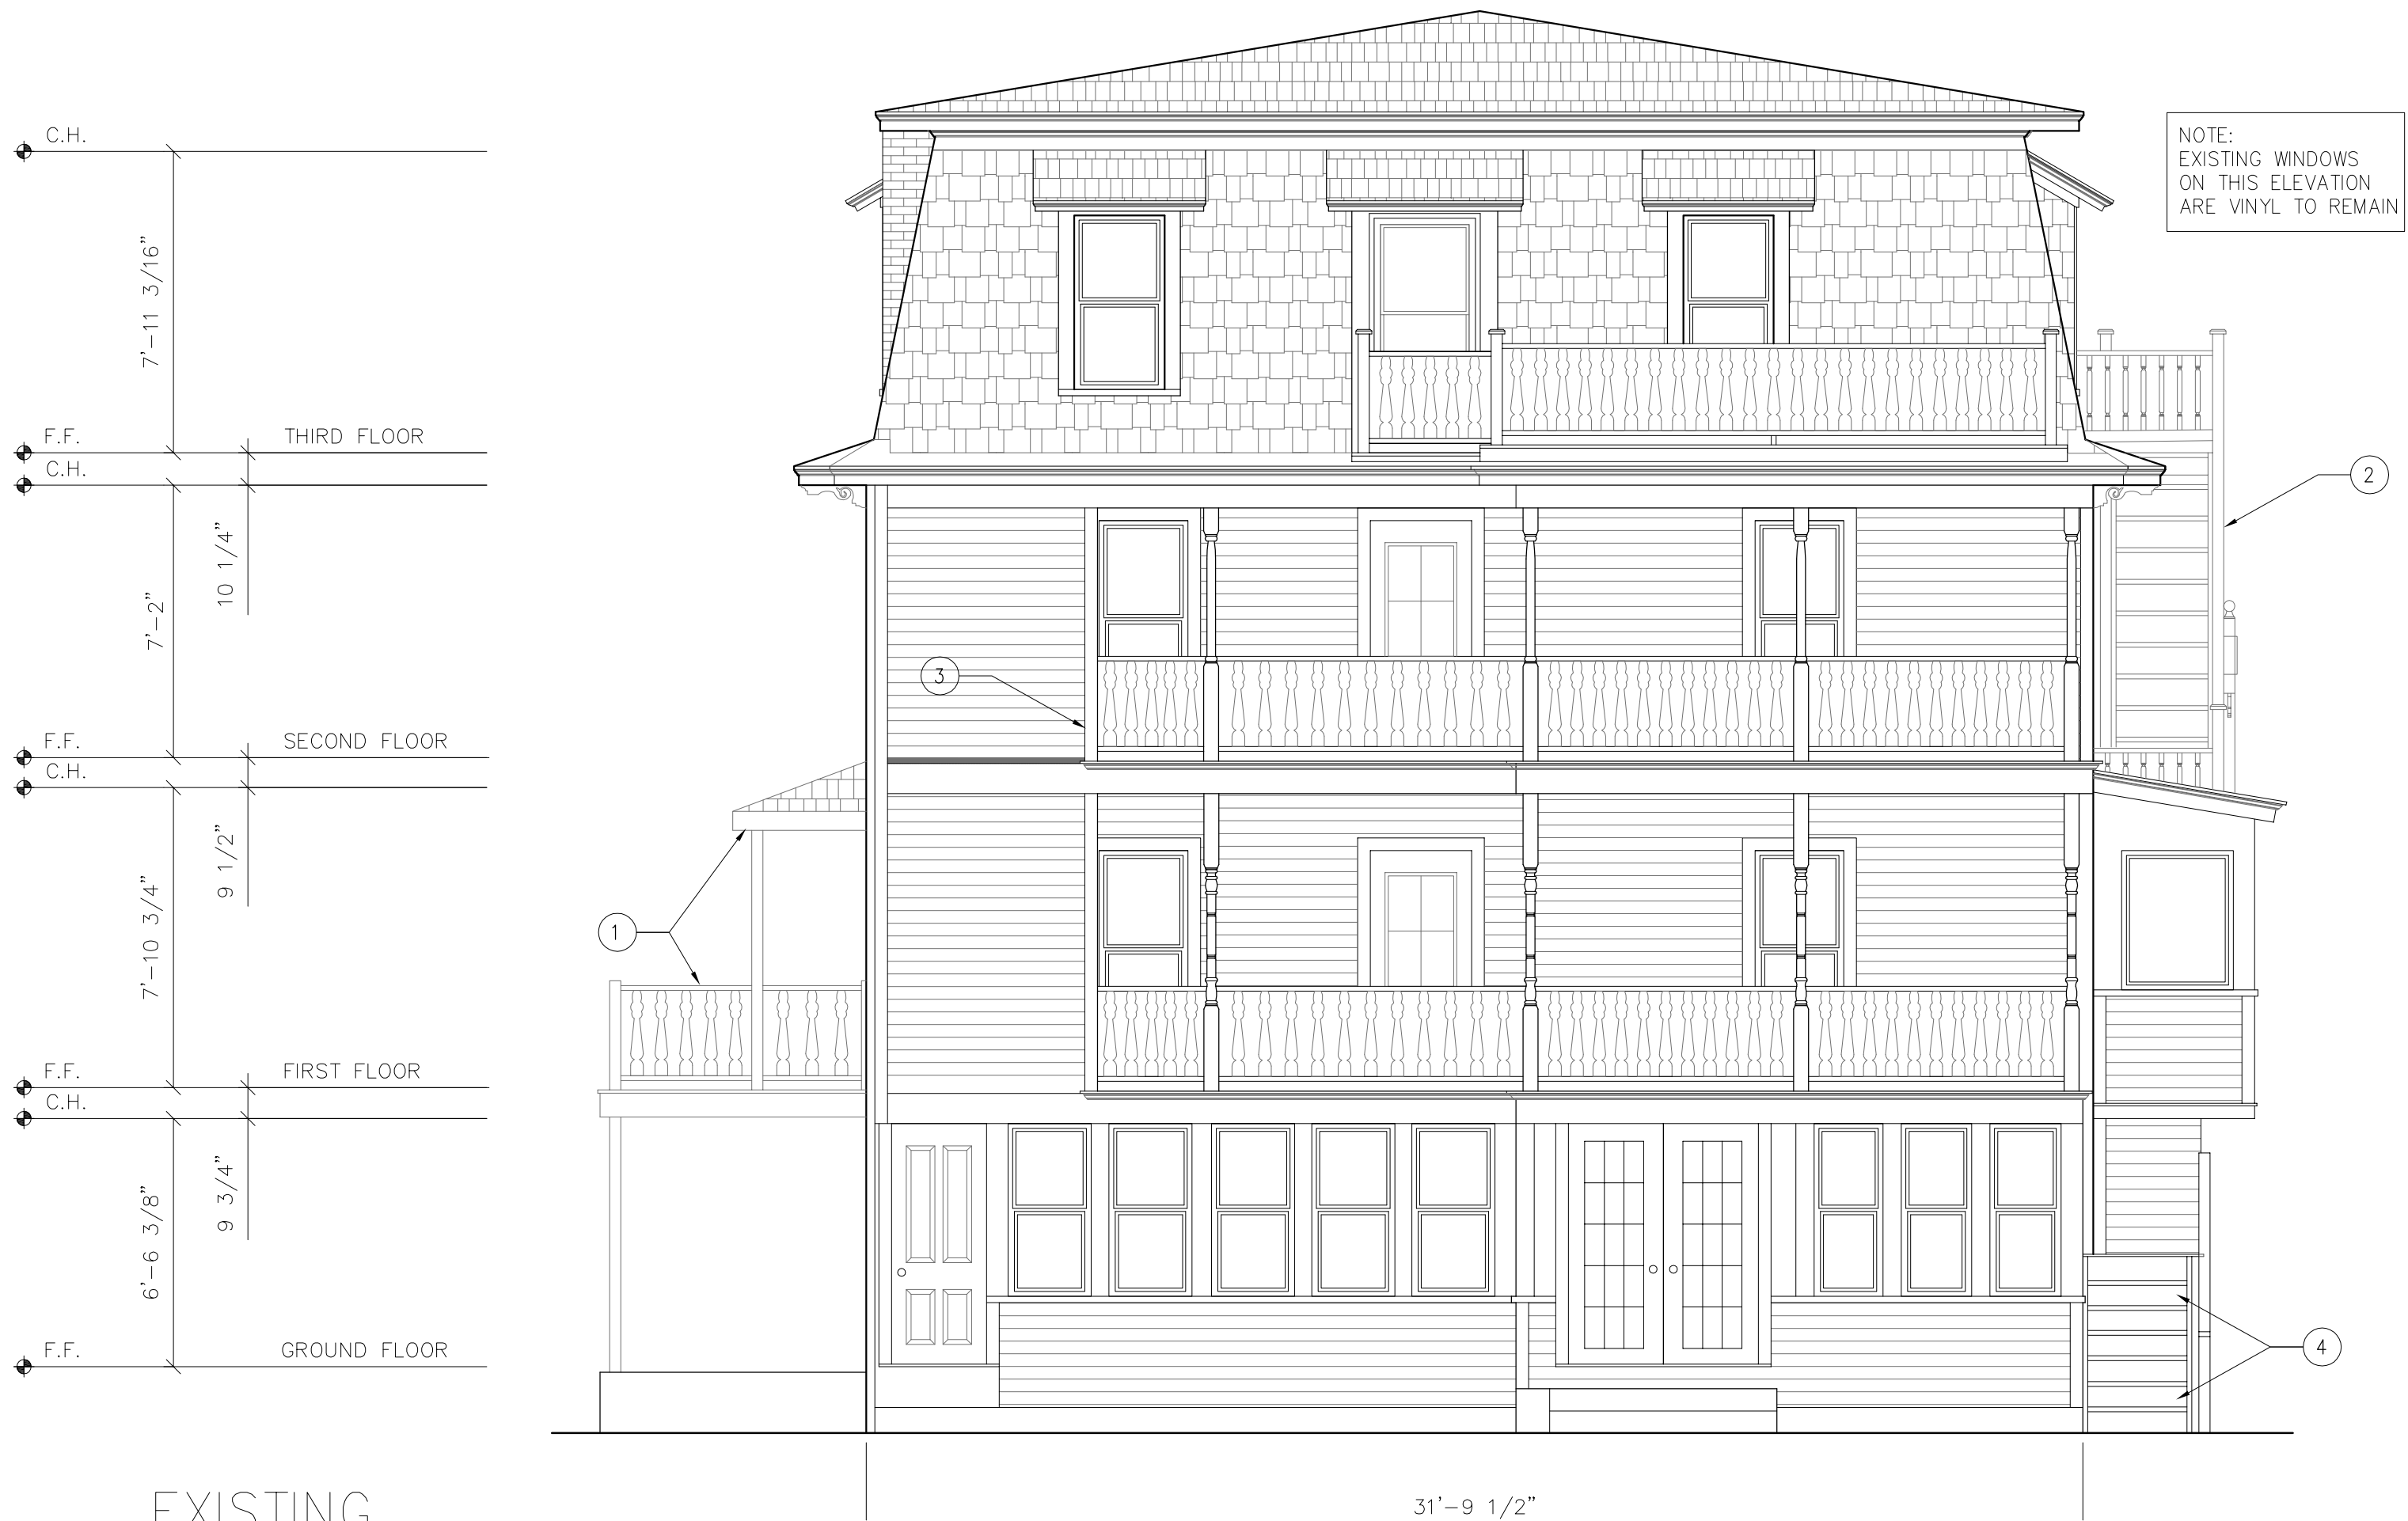 C.H.
NOTE:
EXISTING WINDOWS
ON THIS ELEVATION
ARE VINYL TO REMAIN
7'-11 3/16"
F.F. THIRD FLOOR
C.H.
2
10 1/4"
7'-2"
3
F.F. SECOND FLOOR
C.H.
9 1/2"
7'-10 3/4"
1
F.F. FIRST FLOOR
C.H.
9 3/4"
6'-6 3/8"
F.F. GROUND FLOOR
4
EXISTING
31'-9 1/2"